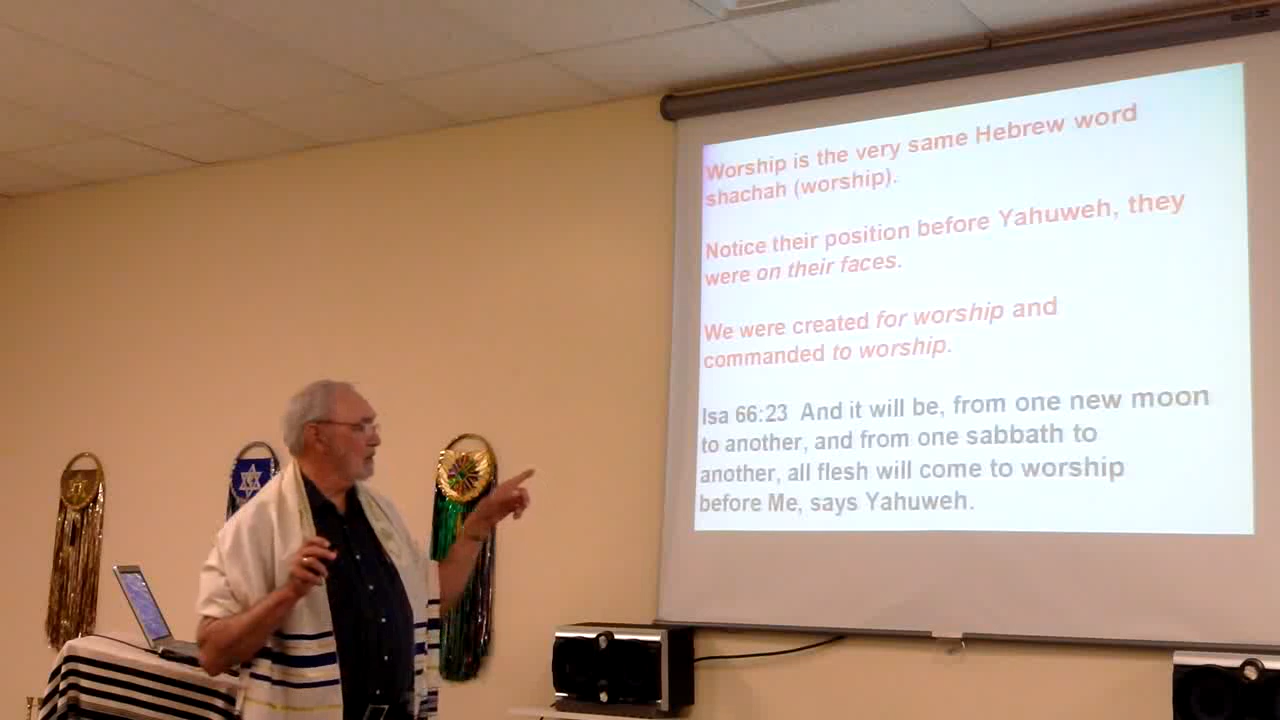 Worship is the very same Hebrew word
shachah (worship).
Notice their position before Yahuweh, they
were on their faces.
We were created for worship and
commanded to worship.
Isa 66:23 And it will be, from one new moon
to another, and from one sabbath to
another, all flesh will come to worship
before Me, says Yahuweh.